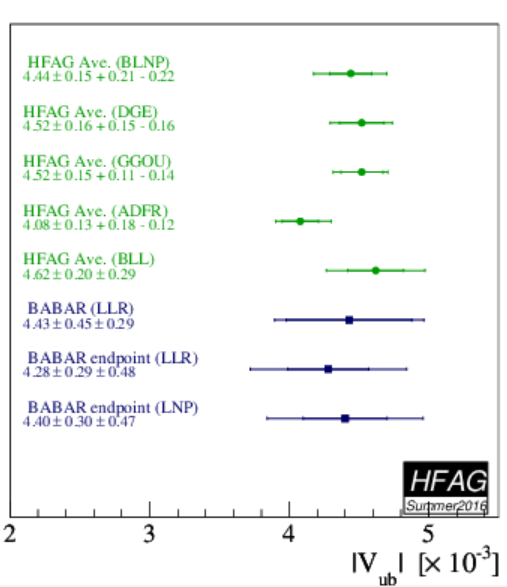 HFAG Ave. (BLNP)
4.44 ± 0.15 + 0.21 - 0.22
HFAG Ave. (DGE)
4.52 ± 0.16 + 0.15 - 0.16
HFAG Ave. (GGOU)
4.52 ± 0.15 + 0.11 - 0.14
HFAG Ave. (ADFR)
4.08 ± 0.13 + 0.18 - 0.12
HFAG Ave. (BLL)
4.62 ± 0.20 ± 0.29
BABAR (LLR)
4.43 ± 0.45 ± 0.29
BABAR endpoint (LLR)
4.28 ± 0.29 ± 0.48
BABAR endpoint (LNP)
4.40 ± 0.30 ± 0.47
HFAG
Summer2016
2 3 4 5
|V_ub| [× 10^-3]